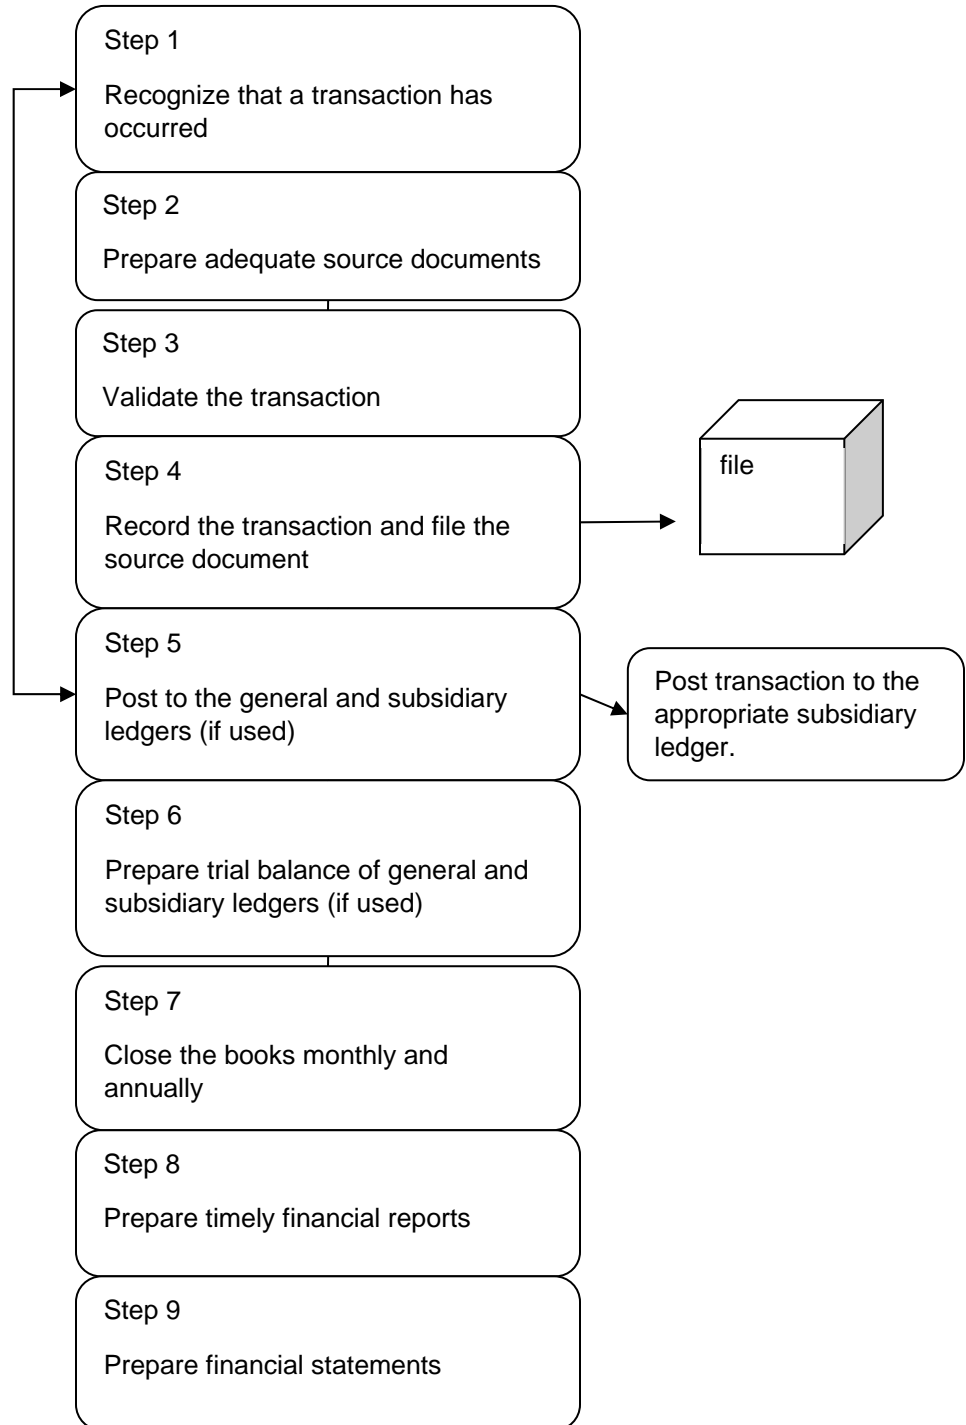 Step 1
Recognize that a transaction has
occurred
Step 2
Prepare adequate source documents
Step 3
Validate the transaction
Step 4
Record the transaction and file the
source document
file
Step 5
Post to the general and subsidiary
ledgers (if used)
Post transaction to the
appropriate subsidiary
ledger.
Step 6
Prepare trial balance of general and
subsidiary ledgers (if used)
Step 7
Close the books monthly and
annually
Step 8
Prepare timely financial reports
Step 9
Prepare financial statements